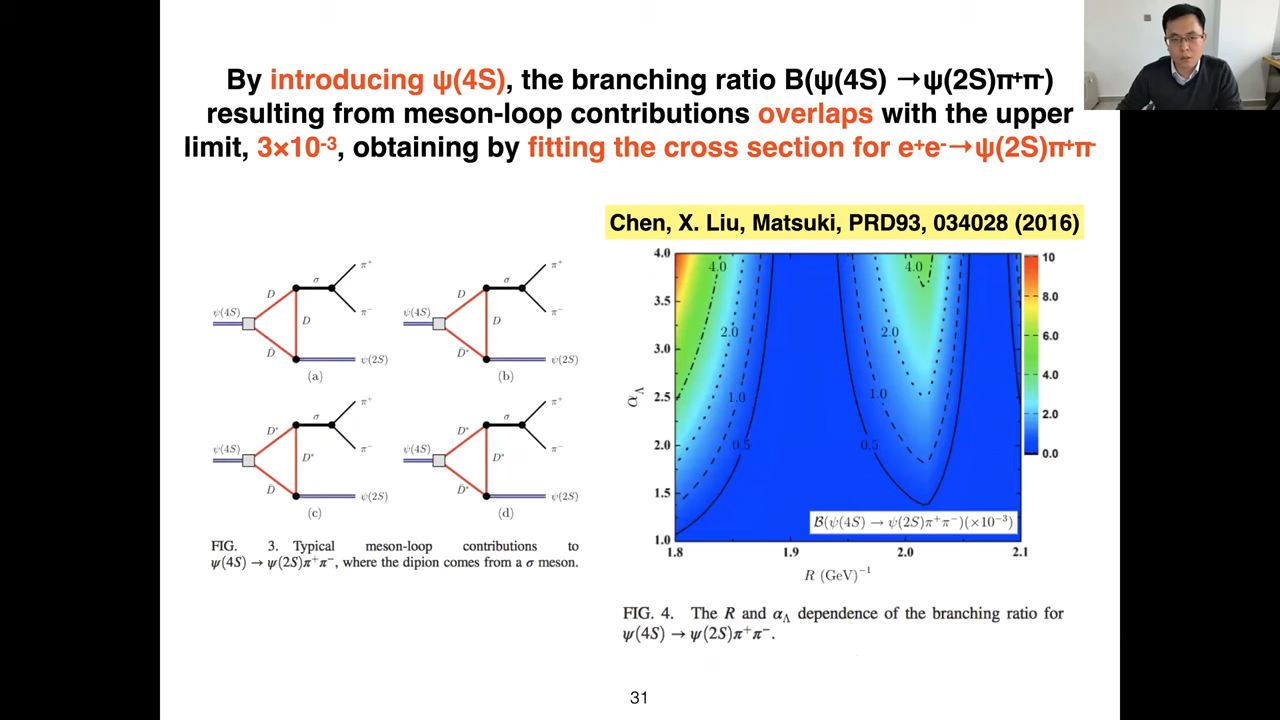 By introducing ψ(4S), the branching ratio B(ψ(4S) →ψ(2S)π+π-)
resulting from meson-loop contributions overlaps with the upper
limit, 3×10-3, obtaining by fitting the cross section for e+e-→ψ(2S)π+π-
Chen, X. Liu, Matsuki, PRD93, 034028 (2016)
ψ(4S) D D̄ D σ π+ π− ψ(2S)
(a)
ψ(4S) D D̄* D σ π+ π− ψ(2S)
(b)
ψ(4S) D* D̄ D* σ π+ π− ψ(2S)
(c)
ψ(4S) D* D̄* D* σ π+ π− ψ(2S)
(d)
FIG. 3. Typical meson-loop contributions to
ψ(4S) → ψ(2S)π+π−, where the dipion comes from a σ meson.
4.0
3.5
3.0
2.5
2.0
1.5
1.0
αΛ
4.0
2.0
1.0
0.5
4.0
2.0
1.0
0.5
B(ψ(4S) → ψ(2S)π+π−)(×10−3)
1.8 1.9 2.0 2.1
R (GeV)−1
10
8.0
6.0
4.0
2.0
0.0
FIG. 4. The R and αΛ dependence of the branching ratio for
ψ(4S) → ψ(2S)π+π−.
31